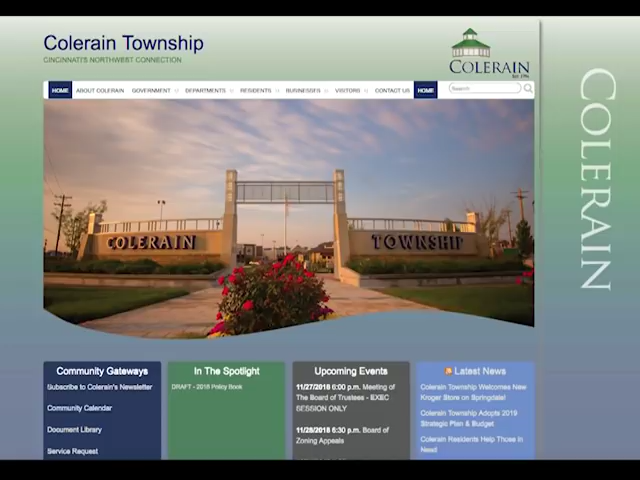 Colerain Township
CINCINNATI'S NORTHWEST CONNECTION
COLERAIN
HOME ABOUT COLERAIN GOVERNMENT DEPARTMENTS RESIDENTS BUSINESSES VISITORS CONTACT US HOME Search
COLERAIN TOWNSHIP
COLERAIN
Community Gateways
Subscribe to Colerain's Newsletter
Community Calendar
Document Library
Service Request
In The Spotlight
DRAFT - 2018 Policy Book
Upcoming Events
11/27/2018 6:00 p.m. Meeting of
The Board of Trustees - EXEC
SESSION ONLY
11/28/2018 6:30 p.m. Board of
Zoning Appeals
Latest News
Colerain Township Welcomes New
Kroger Store on Springdale!
Colerain Township Adopts 2019
Strategic Plan & Budget
Colerain Residents Help Those In
Need